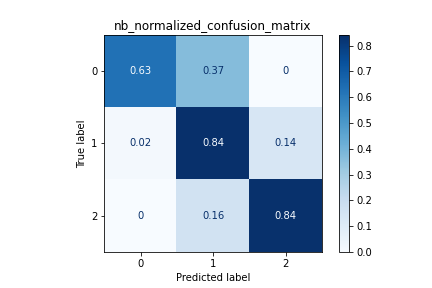 nb_normalized_confusion_matrix
0 0.63 0.37 0
1 0.02 0.84 0.14
2 0 0.16 0.84
0 1 2
Predicted label
True label
0.8
0.7
0.6
0.5
0.4
0.3
0.2
0.1
0.0